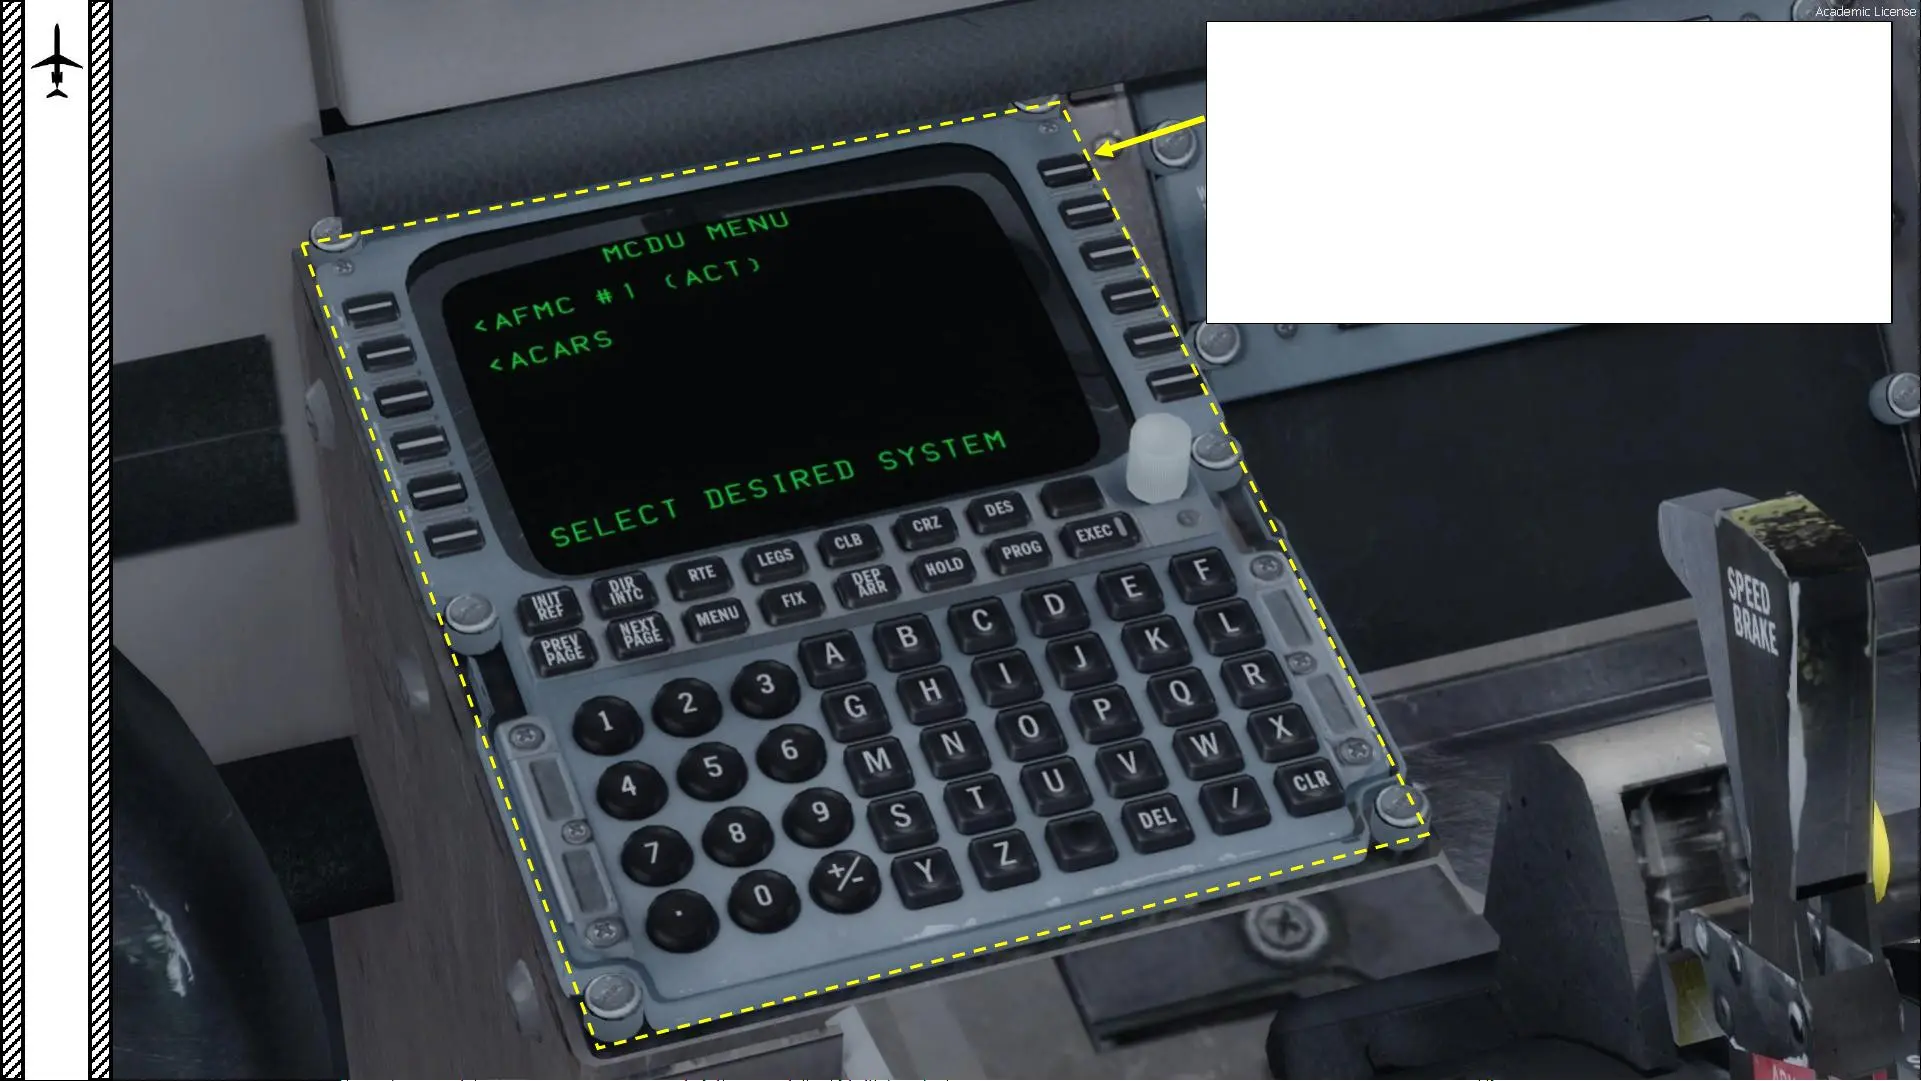 Academic License
MCDU MENU
<AFMC #1 (ACT)
<ACARS
SELECT DESIRED SYSTEM
INIT REF
DIR INTC
RTE
LEGS
CLB
CRZ
DES
PREV PAGE
NEXT PAGE
MENU
FIX
DEP ARR
HOLD
PROG
EXEC
1 2 3 A B C D E F
4 5 6 G H I J K L
7 8 9 M N O P Q R
. 0 +/- S T U V W X
Y Z DEL / CLR
SPEED
BRAKE